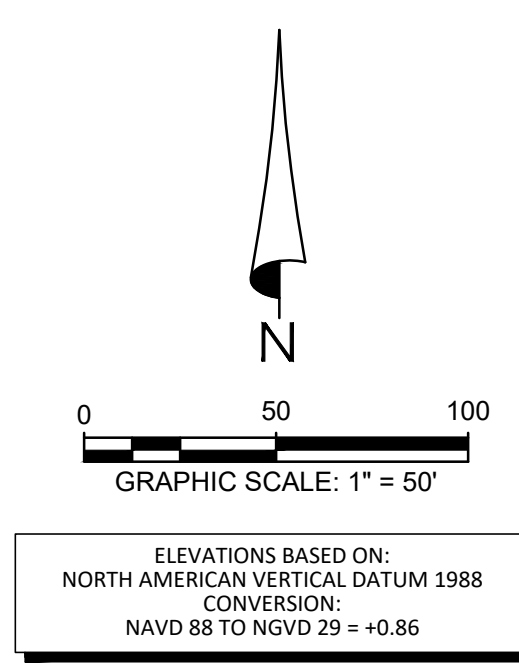 N
0 50 100
GRAPHIC SCALE: 1" = 50'
ELEVATIONS BASED ON:
NORTH AMERICAN VERTICAL DATUM 1988
CONVERSION:
NAVD 88 TO NGVD 29 = +0.86